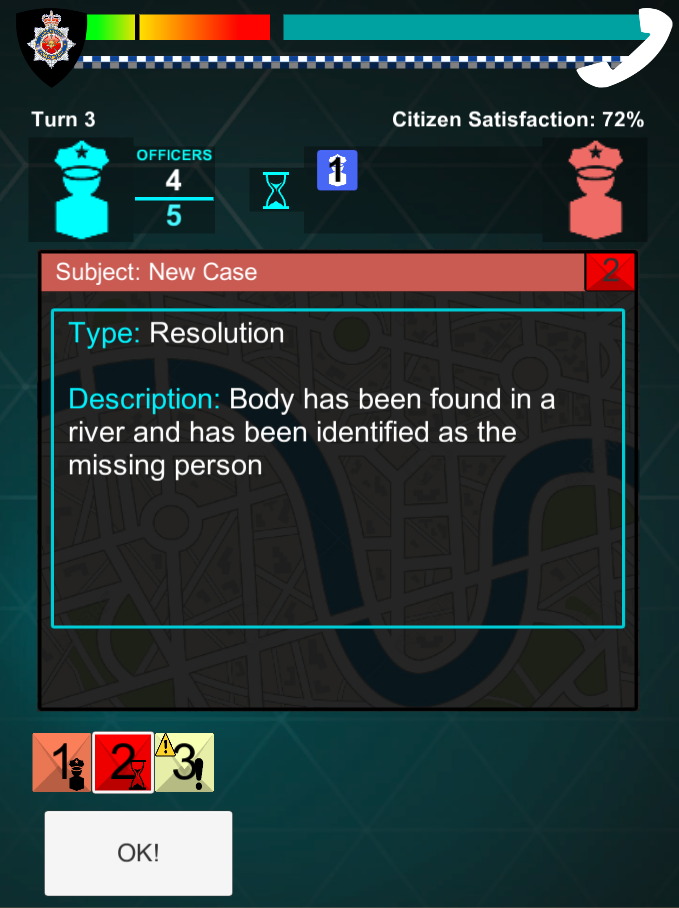 Turn 3
Citizen Satisfaction: 72%
OFFICERS
4
5
1
Subject: New Case
2
Type: Resolution
Description: Body has been found in a
river and has been identified as the
missing person
1
2
3
OK!